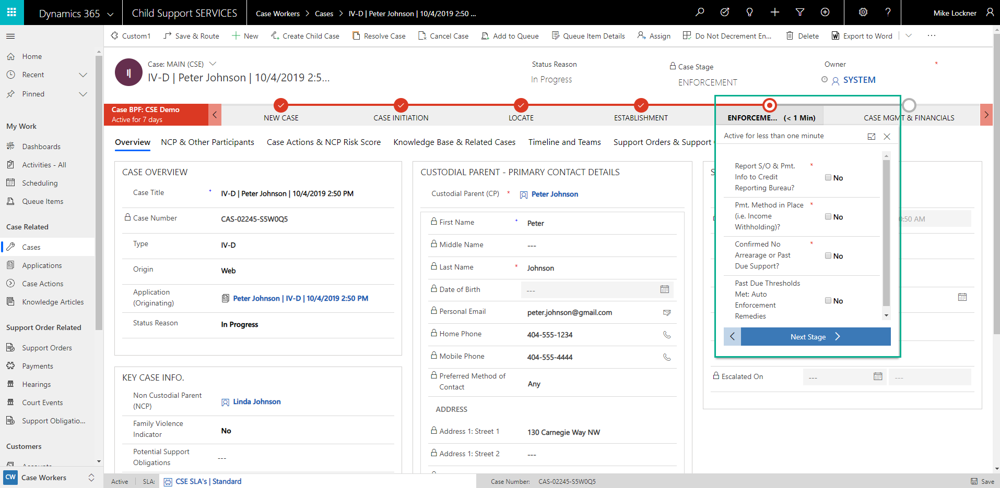 Dynamics 365
Child Support SERVICES
Case Workers > Cases > IV-D | Peter Johnson | 10/4/2019 2:50 ...
Mike Lockner
Custom1
Save & Route
New
Create Child Case
Resolve Case
Cancel Case
Add to Queue
Queue Item Details
Assign
Do Not Decrement En...
Delete
Export to Word
Home
Recent
Pinned
My Work
Dashboards
Activities - All
Scheduling
Queue Items
Case Related
Cases
Applications
Case Actions
Knowledge Articles
Support Order Related
Support Orders
Payments
Hearings
Court Events
Support Obligatio...
Customers
CW Case Workers
Case: MAIN (CSE)
IV-D | Peter Johnson | 10/4/2019 2:5...
Status Reason
In Progress
Case Stage
ENFORCEMENT
Owner *
SYSTEM
Case BPF: CSE Demo
Active for 7 days
NEW CASE
CASE INITIATION
LOCATE
ESTABLISHMENT
ENFORCEME... (< 1 Min)
CASE MGMT & FINANCIALS
Overview
NCP & Other Participants
Case Actions & NCP Risk Score
Knowledge Base & Related Cases
Timeline and Teams
Support Orders & Support
CASE OVERVIEW
Case Title + IV-D | Peter Johnson | 10/4/2019 2:50 PM
Case Number CAS-02245-S5W0Q5
Type IV-D
Origin Web
Application
(Originating)
Peter Johnson | IV-D | 10/4/2019 2:50 PM
Status Reason In Progress
KEY CASE INFO.
Non Custodial Parent
(NCP)
Linda Johnson
Family Violence
Indicator
No
Potential Support
Obligations
---
CUSTODIAL PARENT - PRIMARY CONTACT DETAILS
Custodial Parent (CP) * Peter Johnson
First Name + Peter
Middle Name ---
Last Name * Johnson
Date of Birth ---
Personal Email peter.johnson@gmail.com
Home Phone 404-555-1234
Mobile Phone 404-555-4444
Preferred Method of
Contact
Any
ADDRESS
Address 1: Street 1 130 Carnegie Way NW
Address 1: Street 2 ---
Active for less than one minute
Report S/O & Pmt. *
Info to Credit
Reporting Bureau?
No
Pmt. Method in Place *
(i.e. Income
Withholding)?
No
Confirmed No *
Arrearage or Past
Due Support?
No
Past Due Thresholds
Met: Auto
Enforcement
Remedies
No
Next Stage
:50 AM
Escalated On --- ---
Active
SLA: CSE SLA's | Standard
Case Number: CAS-02245-S5W0Q5
Save